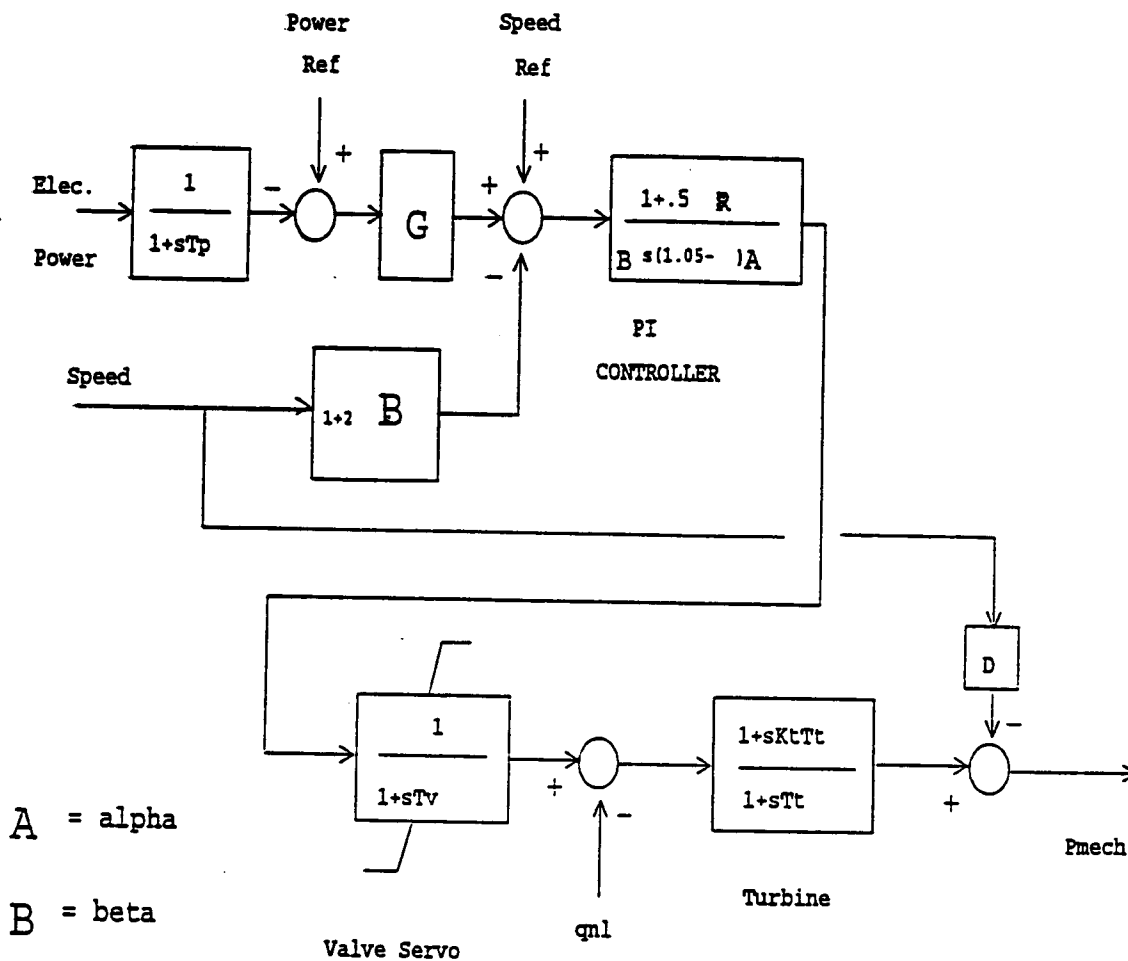 Power
Ref
Speed
Ref
Elec.
Power
1
1+sTp
-
+
G
+
+
-
1+.5
B s(1.05- )A
PI
CONTROLLER
Speed
1+2 B
D
-
1
1+sTv
+
-
1+sKtTt
1+sTt
+
Pmech
A = alpha
B = beta
Valve Servo
qnl
Turbine